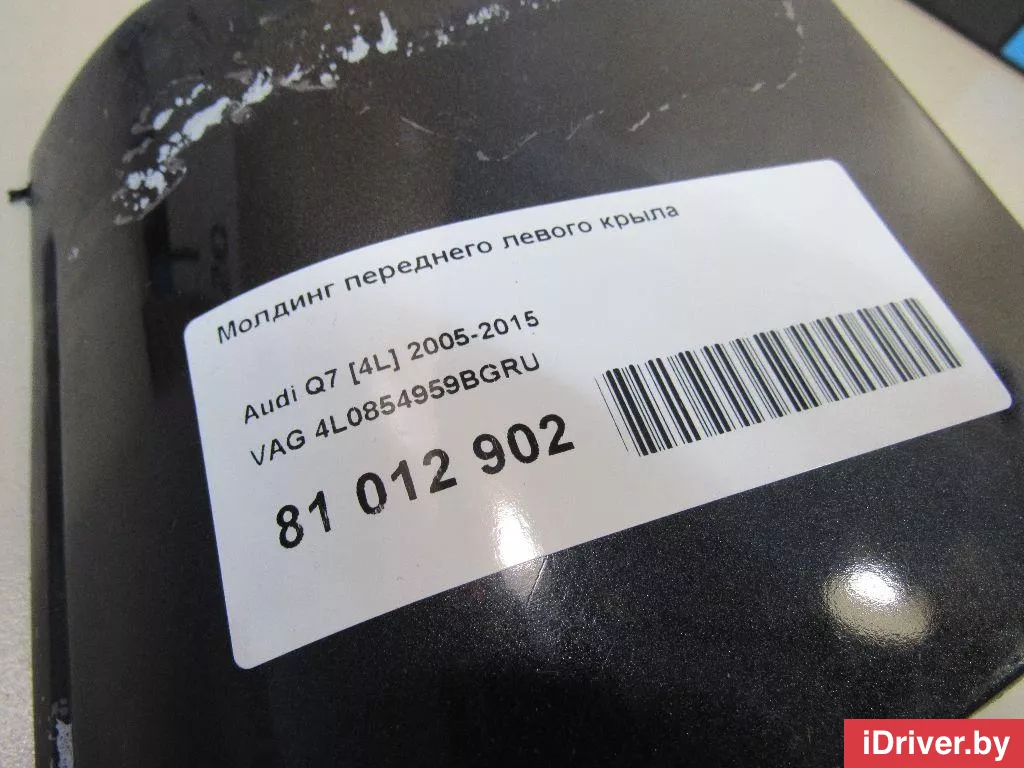 Молдинг переднего левого крыла
Audi Q7 [4L] 2005-2015
VAG 4L0854959BGRU
81 012 902
iDriver.by